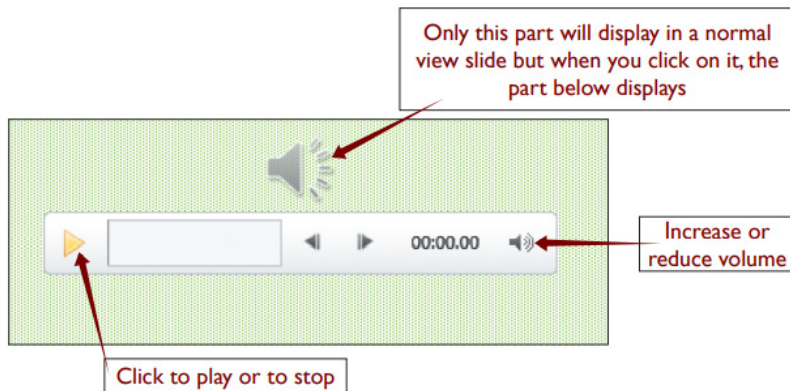 Only this part will display in a normal
view slide but when you click on it, the
part below displays
00:00.00
Increase or
reduce volume
Click to play or to stop